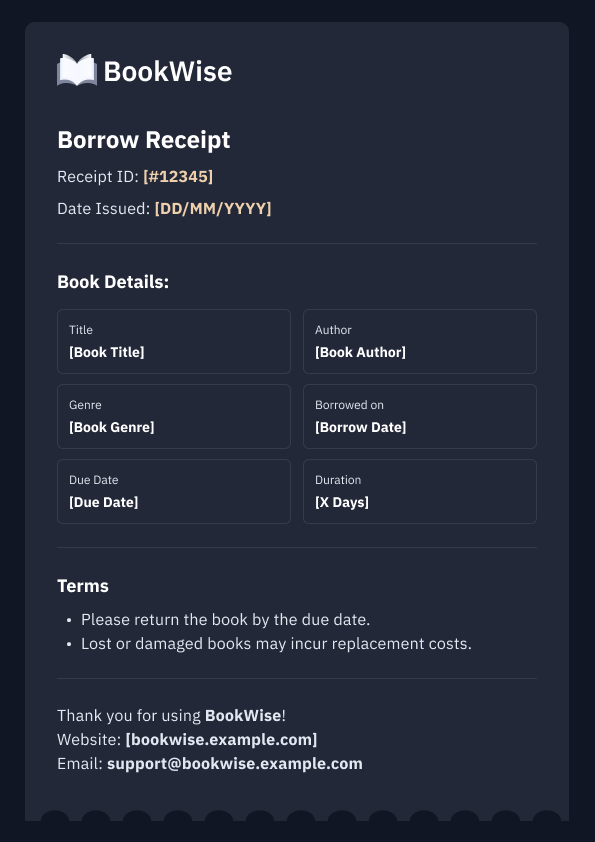 BookWise
Borrow Receipt
Receipt ID: [#12345]
Date Issued: [DD/MM/YYYY]
Book Details:
Title
[Book Title]
Author
[Book Author]
Genre
[Book Genre]
Borrowed on
[Borrow Date]
Due Date
[Due Date]
Duration
[X Days]
Terms
• Please return the book by the due date.
• Lost or damaged books may incur replacement costs.
Thank you for using BookWise!
Website: [bookwise.example.com]
Email: support@bookwise.example.com